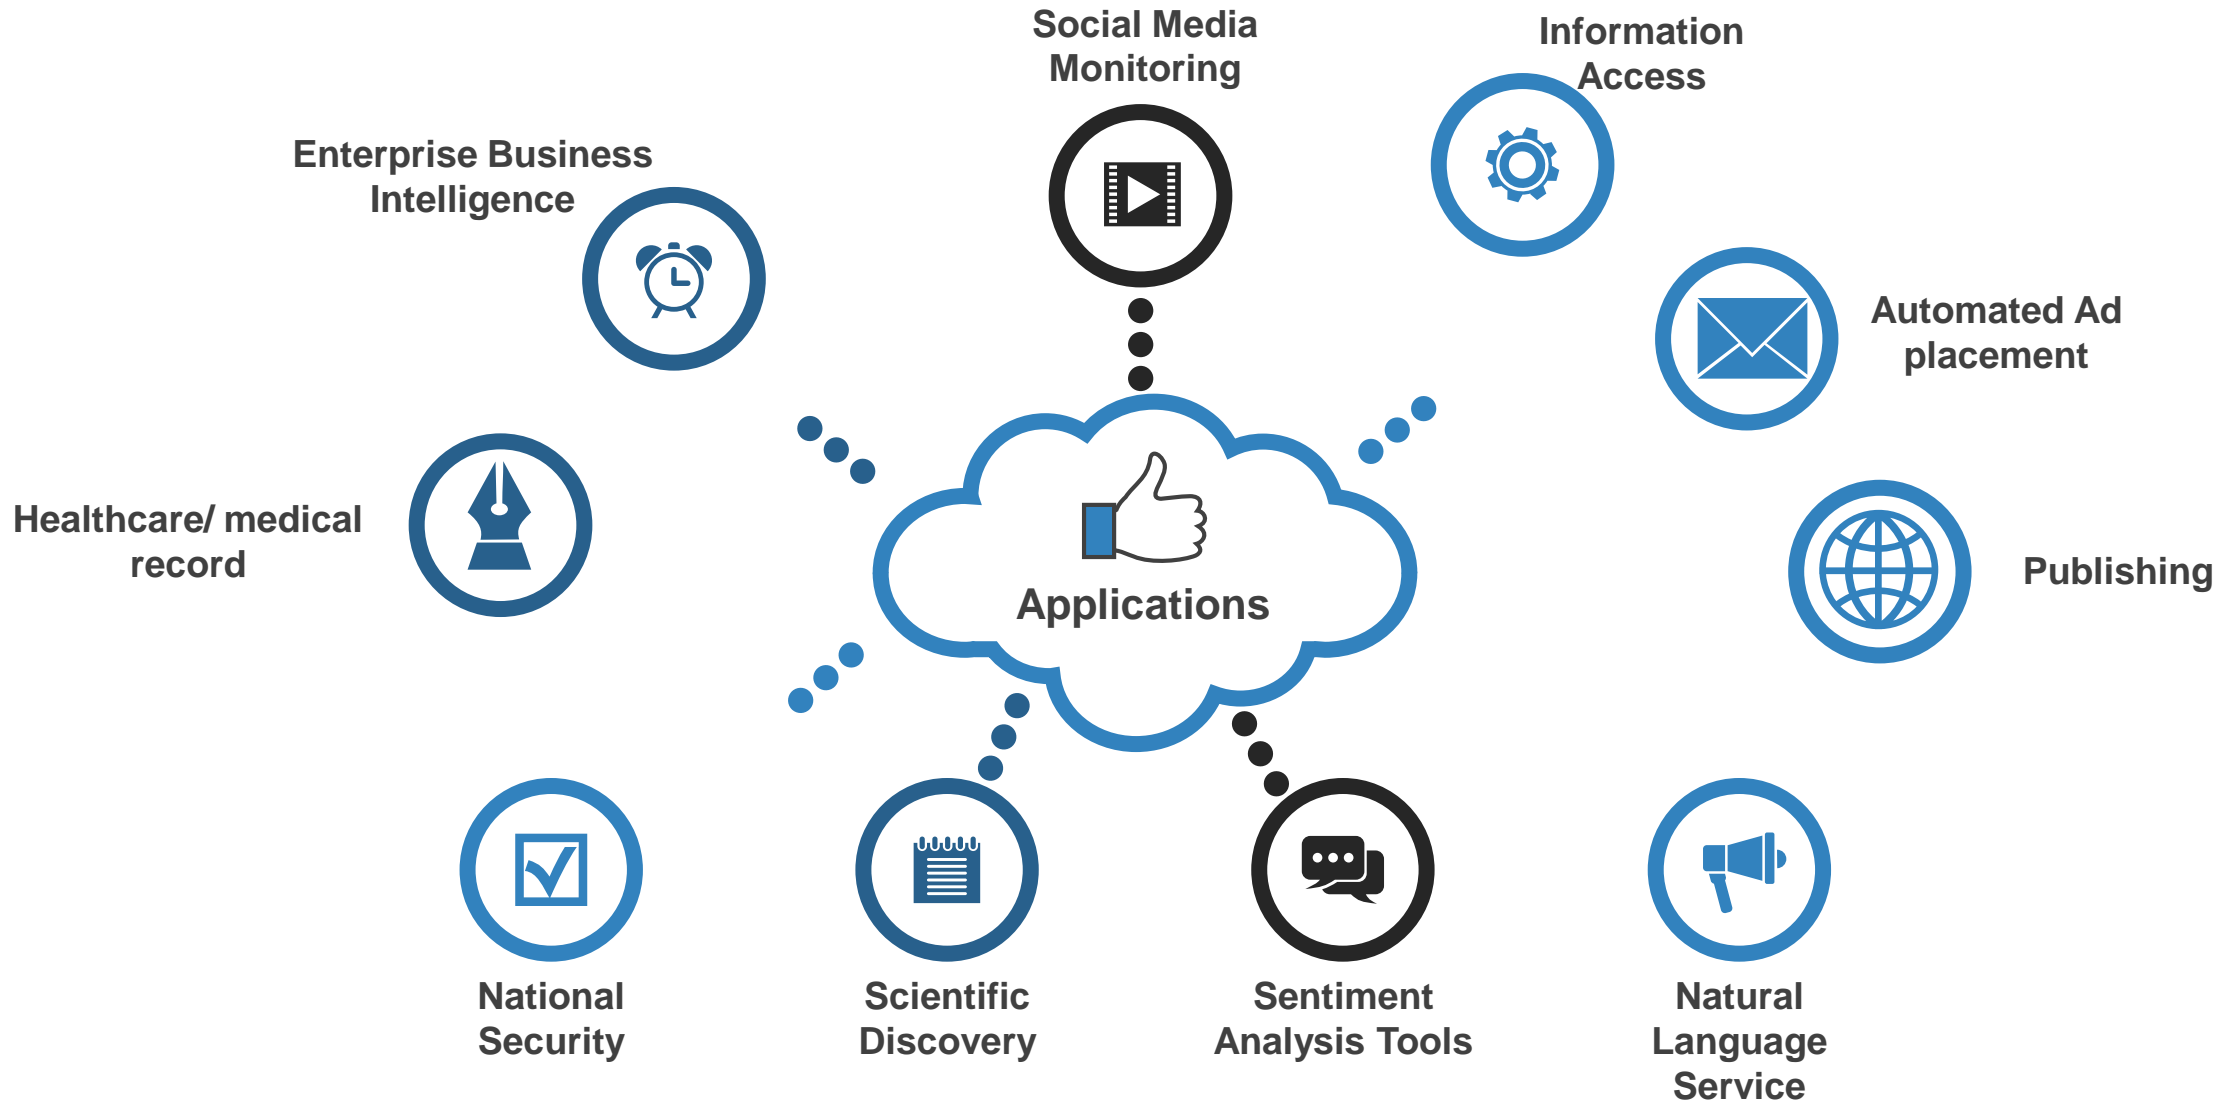 Social Media
Monitoring
Information
Access
Enterprise Business
Intelligence
Automated Ad
placement
Healthcare/ medical
record
Publishing
Applications
National
Security
Scientific
Discovery
Sentiment
Analysis Tools
Natural
Language
Service